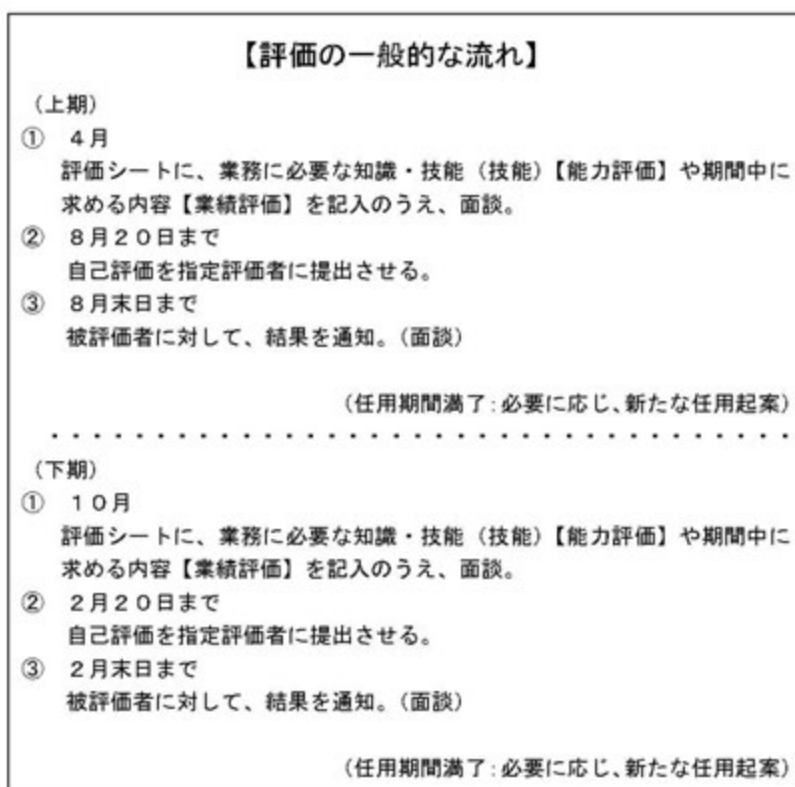 【評価の一般的な流れ】
（上期）
① ４月
評価シートに、業務に必要な知識・技能（技能）【能力評価】や期間中に
求める内容【業績評価】を記入のうえ、面談。
② ８月２０日まで
自己評価を指定評価者に提出させる。
③ ８月末日まで
被評価者に対して、結果を通知。（面談）
（任用期間満了：必要に応じ、新たな任用起案）
・・・・・・・・・・・・・・・・・・・・・・・・・・・・・・・・・・・・
（下期）
① １０月
評価シートに、業務に必要な知識・技能（技能）【能力評価】や期間中に
求める内容【業績評価】を記入のうえ、面談。
② ２月２０日まで
自己評価を指定評価者に提出させる。
③ ２月末日まで
被評価者に対して、結果を通知。（面談）
（任用期間満了：必要に応じ、新たな任用起案）